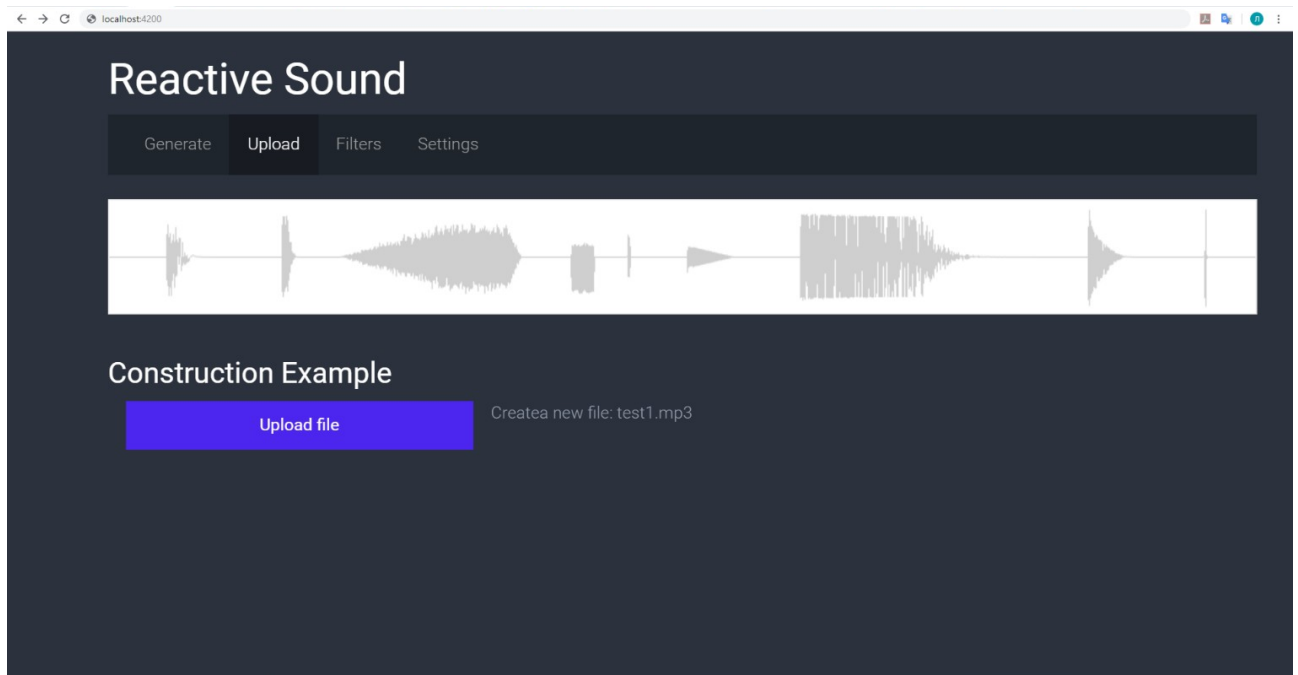 localhost:4200
Reactive Sound
Generate Upload Filters Settings
Construction Example
Upload file
Createa new file: test1.mp3